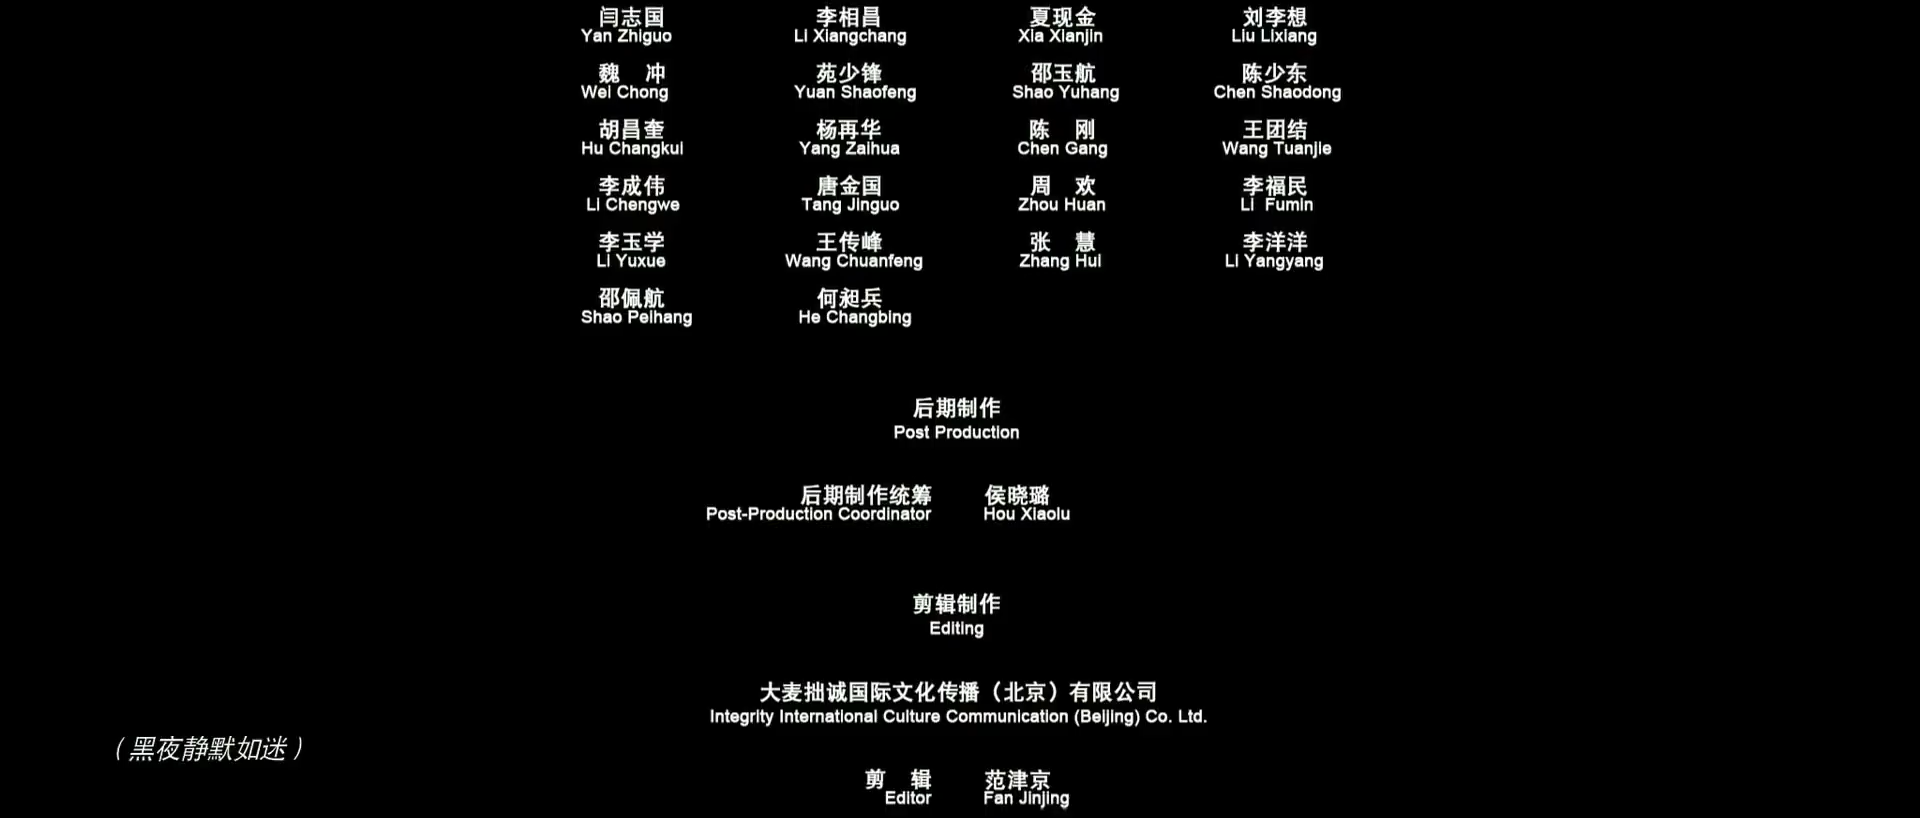 闫志国 李相昌 夏现金 刘李想
Yan Zhiguo Li Xiangchang Xia Xianjin Liu Lixiang
魏 冲 苑少锋 邵玉航 陈少东
Wei Chong Yuan Shaofeng Shao Yuhang Chen Shaodong
胡昌奎 杨再华 陈 刚 王团结
Hu Changkui Yang Zaihua Chen Gang Wang Tuanjie
李成伟 唐金国 周 欢 李福民
Li Chengwe Tang Jinguo Zhou Huan Li Fumin
李玉学 王传峰 张 慧 李洋洋
Li Yuxue Wang Chuanfeng Zhang Hui Li Yangyang
邵佩航 何昶兵
Shao Peihang He Changbing
后期制作
Post Production
后期制作统筹 侯晓璐
Post-Production Coordinator Hou Xiaolu
剪辑制作
Editing
大麦拙诚国际文化传播（北京）有限公司
Integrity International Culture Communication (Beijing) Co. Ltd.
（黑夜静默如迷）
剪 辑 范津京
Editor Fan Jinjing